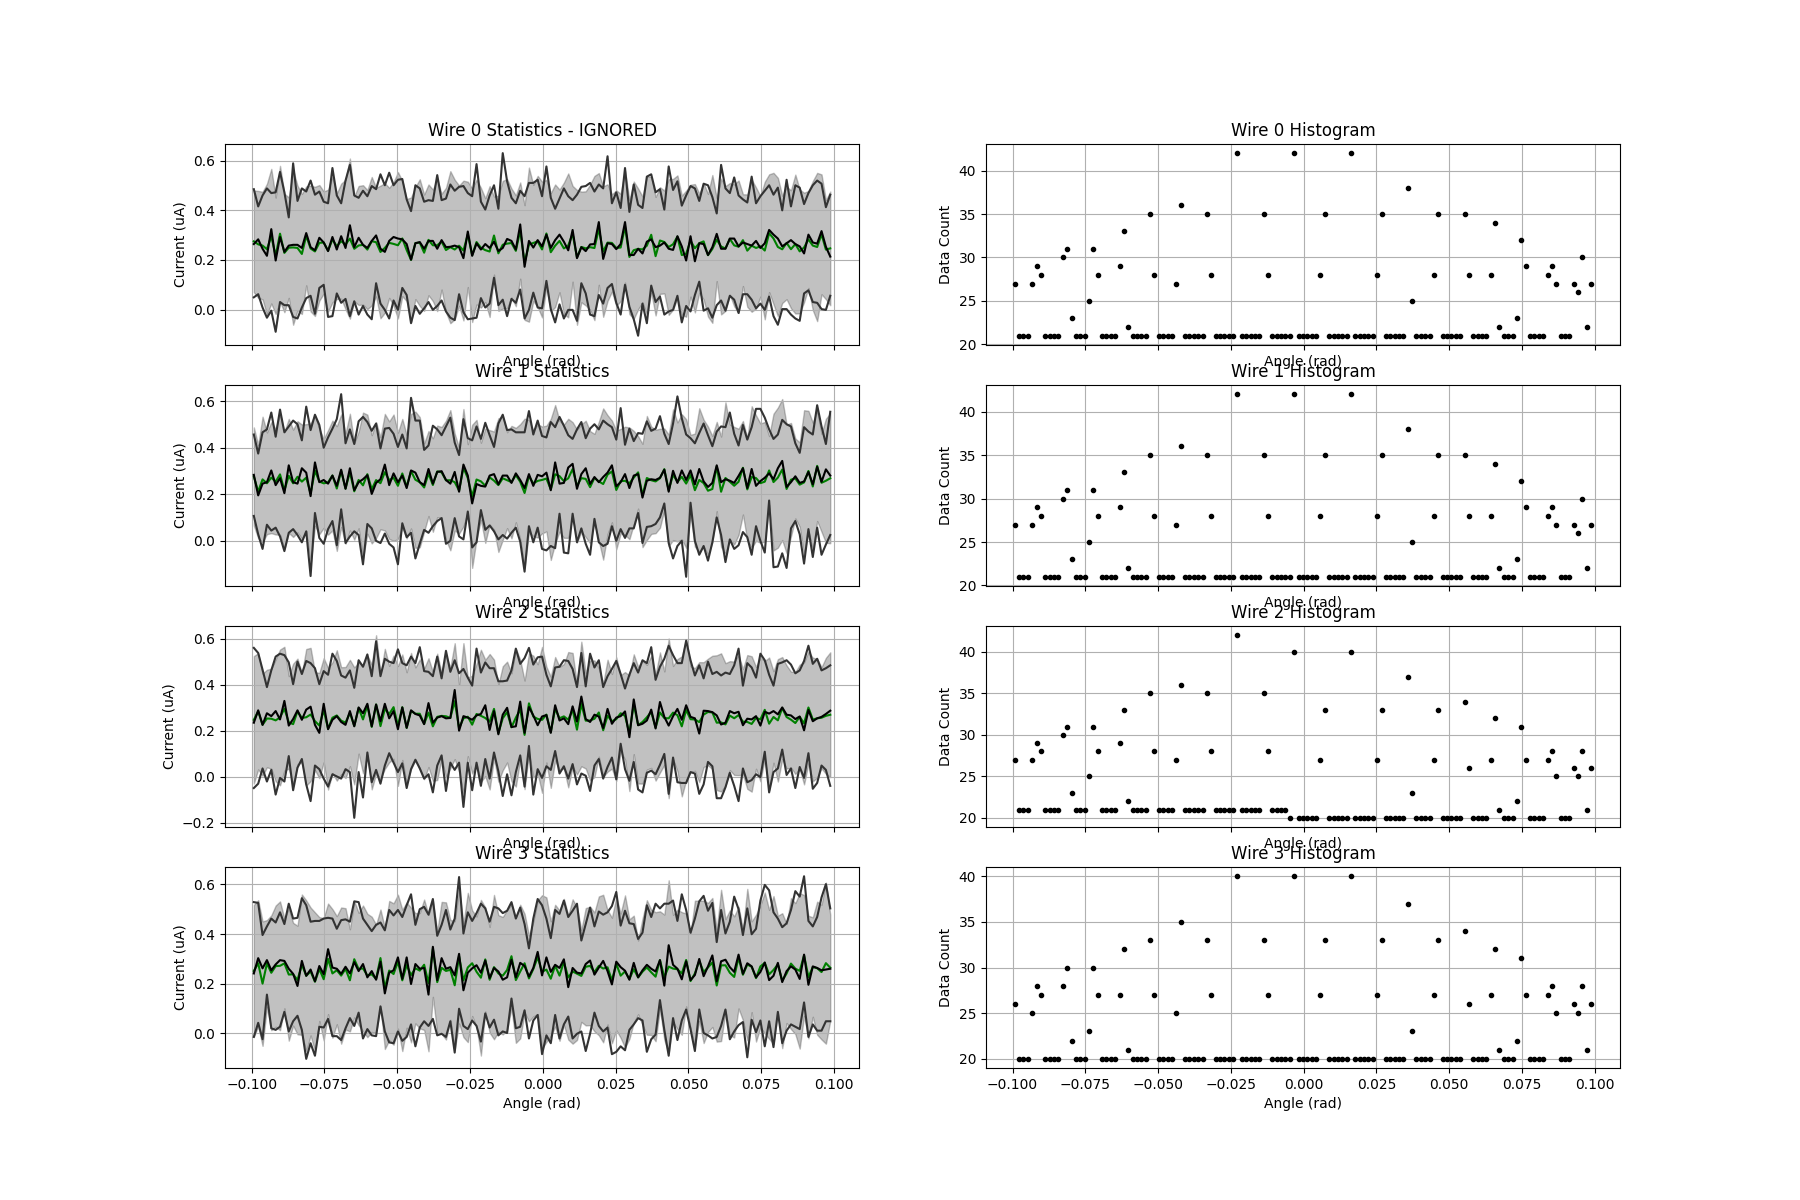 Wire 0 Statistics - IGNORED
0.6
0.4
0.2
0.0
Current (uA)
Angle (rad)
Wire 0 Histogram
40
35
30
25
20
Data Count
Angle (rad)
Wire 1 Statistics
0.6
0.4
0.2
0.0
Current (uA)
Angle (rad)
Wire 1 Histogram
40
35
30
25
20
Data Count
Angle (rad)
Wire 2 Statistics
0.6
0.4
0.2
0.0
−0.2
Current (uA)
Angle (rad)
Wire 2 Histogram
40
35
30
25
20
Data Count
Angle (rad)
Wire 3 Statistics
0.6
0.4
0.2
0.0
Current (uA)
−0.100 −0.075 −0.050 −0.025 0.000 0.025 0.050 0.075 0.100
Angle (rad)
Wire 3 Histogram
40
35
30
25
20
Data Count
−0.100 −0.075 −0.050 −0.025 0.000 0.025 0.050 0.075 0.100
Angle (rad)